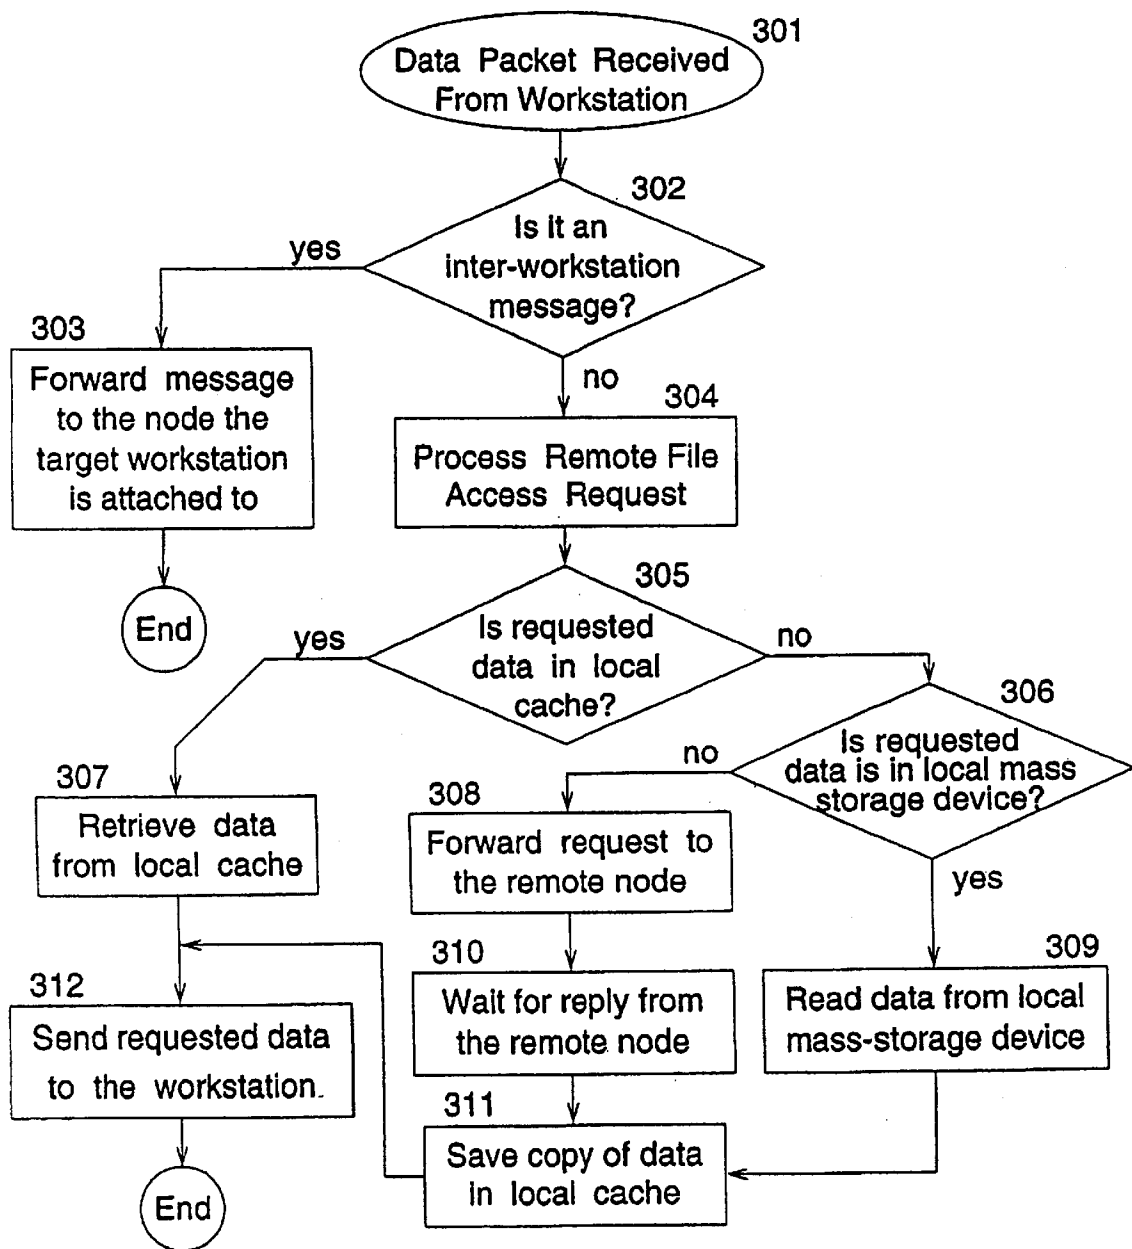 301
Data Packet Received
From Workstation
302
Is it an
inter-workstation
message?
yes
no
303
Forward message
to the node the
target workstation
is attached to
End
304
Process Remote File
Access Request
305
Is requested
data in local
cache?
yes
no
306
Is requested
data is in local mass
storage device?
no
yes
307
Retrieve data
from local cache
308
Forward request to
the remote node
309
Read data from local
mass-storage device
310
Wait for reply from
the remote node
311
Save copy of data
in local cache
312
Send requested data
to the workstation.
End